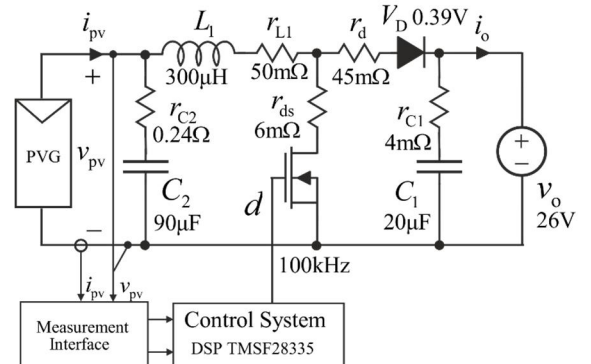 i_pv
L_1
r_L1
r_d
V_D 0.39V
i_o
+
300μH
50mΩ
45mΩ
r_C2
0.24Ω
r_ds
6mΩ
r_C1
4mΩ
PVG
v_pv
+
−
C_2
90μF
d
C_1
20μF
v_o
26V
−
100kHz
i_pv
v_pv
Measurement
Interface
Control System
DSP TMSF28335